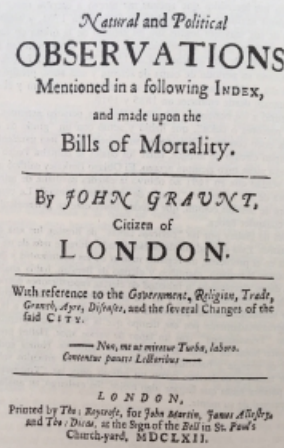 Natural and Political
OBSERVATIONS
Mentioned in a following INDEX,
and made upon the
Bills of Mortality.
By JOHN GRAUNT,
Citizen of
LONDON.
With reference to the Government, Religion, Trade,
Growth, Ayre, Diseases, and the several Changes of the
said CITY.
—— Non, me ut miretur Turba, laboro.
Contentus paucis Lectoribus ——
LONDON,
Printed by Tho: Roycroft, for John Martin, James Allestry,
and Tho: Dicas, at the Sign of the Bell in St. Paul's
Church-yard, MDCLXII.